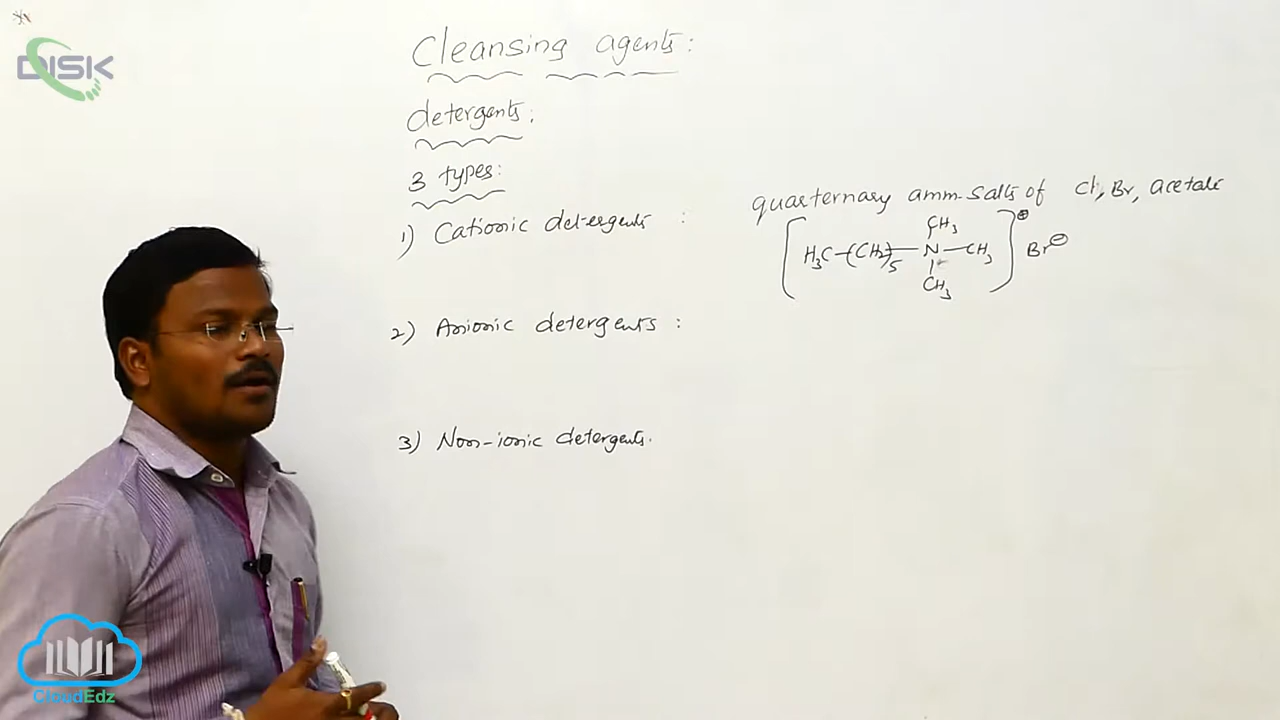 DISK
Cleansing agents:
detergents:
3 types:
1) Cationic detergents :
quarternary amm. salts of Cl, Br, acetate
CH3
[H3C-(CH2)5-N-CH3]⊕ Br⊖
CH3
2) Anionic detergents :
3) Non-ionic detergents.
CloudEdz